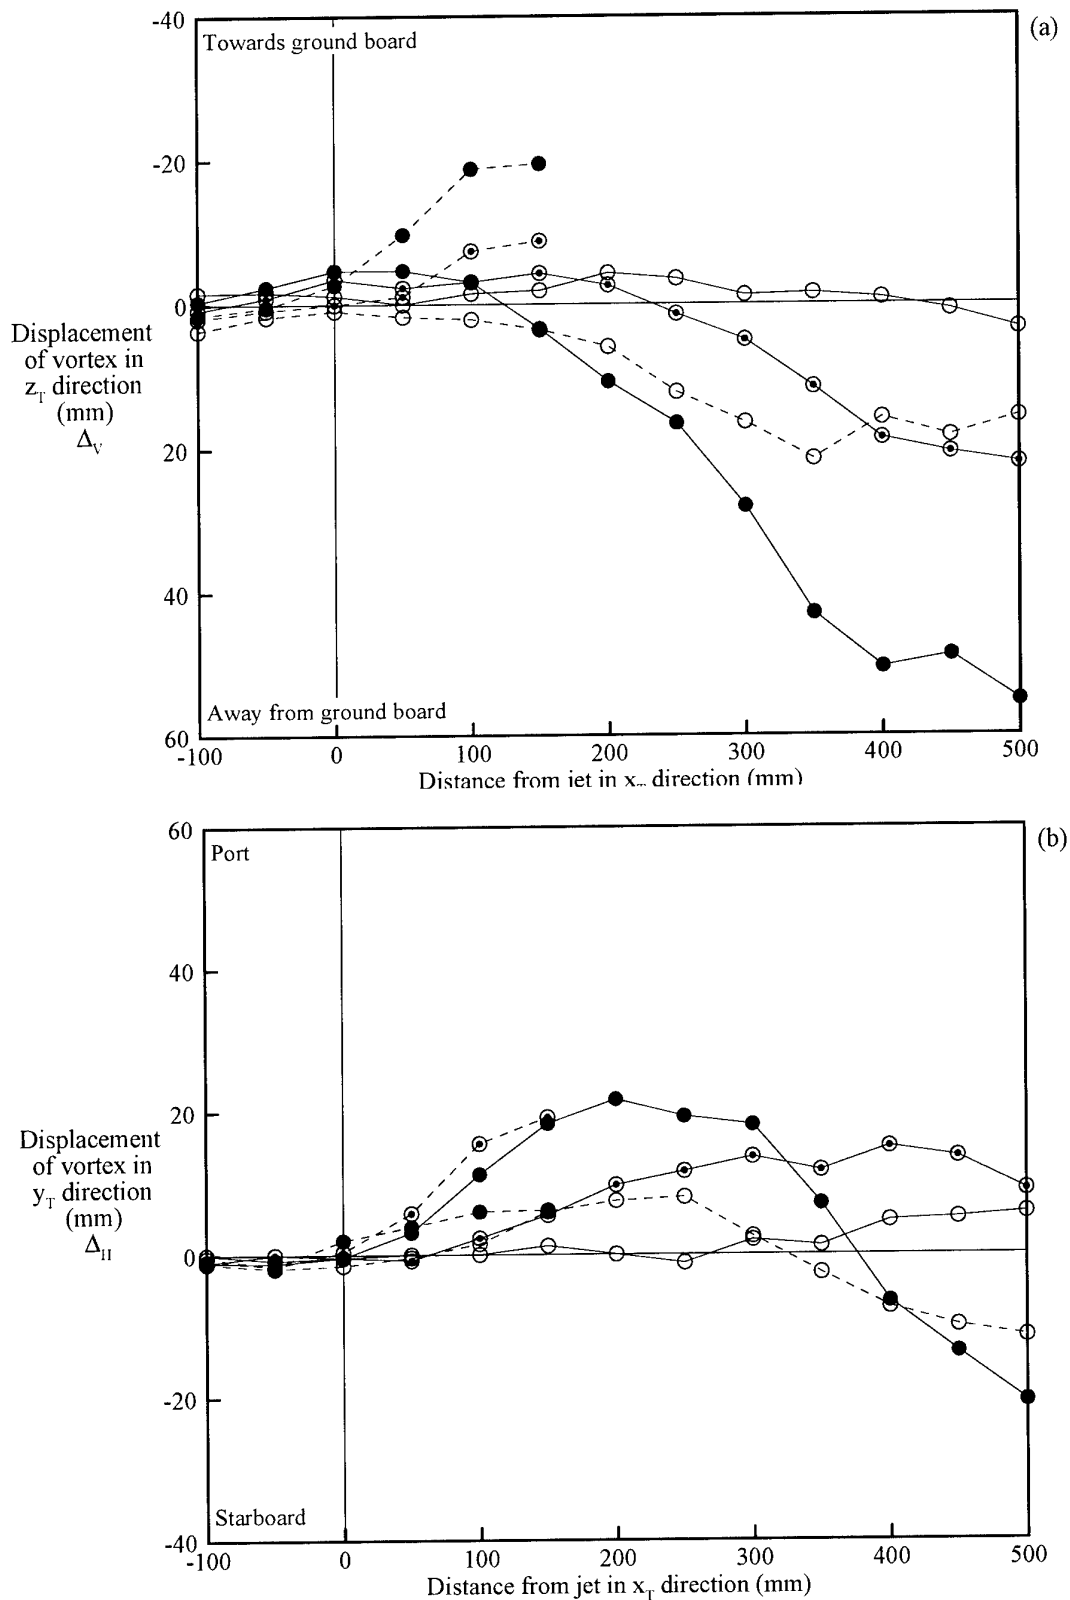 (a)
-40
Towards ground board
-20
0
Displacement
of vortex in
z_T direction
(mm)
Δ_V
20
40
Away from ground board
60
-100 0 100 200 300 400 500
Distance from jet in x_T direction (mm)
60
(b)
Port
40
20
Displacement
of vortex in
y_T direction
(mm)
Δ_H
0
-20
Starboard
-40
-100 0 100 200 300 400 500
Distance from jet in x_T direction (mm)